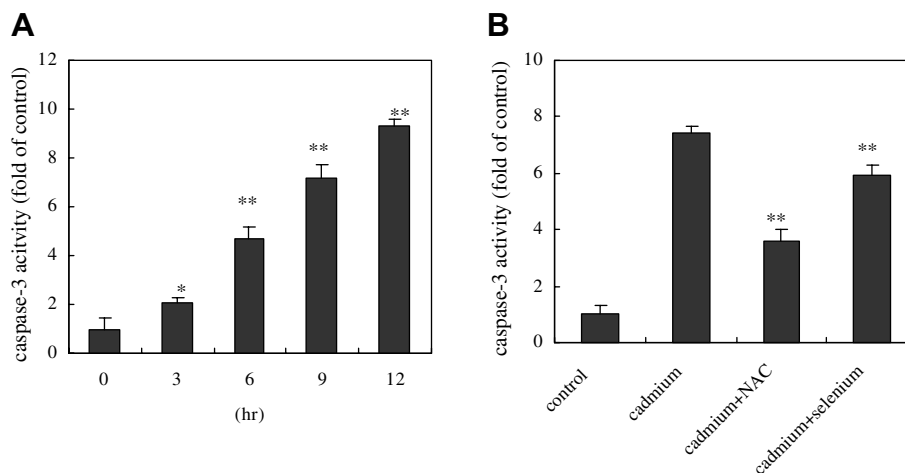 A
caspase-3 acitvity (fold of control)
12
10
8
6
4
2
0
*
**
**
**
0 3 6 9 12
(hr)
B
caspase-3 activity (fold of control)
10
8
6
4
2
0
**
**
control
cadmium
cadmium+NAC
cadmium+selenium